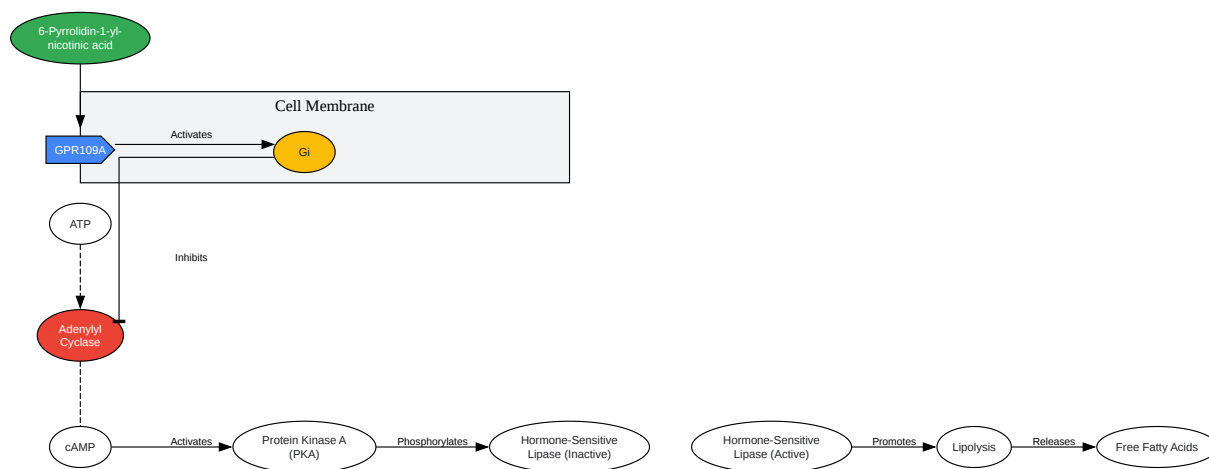 6-Pyrrolidin-1-yl-
nicotinic acid
Cell Membrane
GPR109A
Activates
Gi
ATP
Inhibits
Adenylyl
Cyclase
cAMP
Activates
Protein Kinase A
(PKA)
Phosphorylates
Hormone-Sensitive
Lipase (Inactive)
Hormone-Sensitive
Lipase (Active)
Promotes
Lipolysis
Releases
Free Fatty Acids